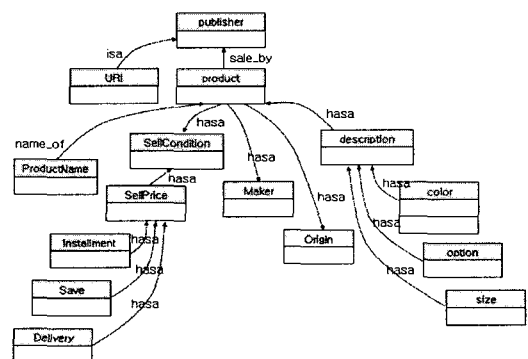 publisher
isa
sale_by
URI
product
hasa
hasa
name_of
SellCondition
hasa
description
hasa
ProductName
hasa
SellPrice
Maker
hasa
color
hasa
Installment
hasa
Origin
hasa
option
hasa
Save
hasa
size
hasa
Delivery